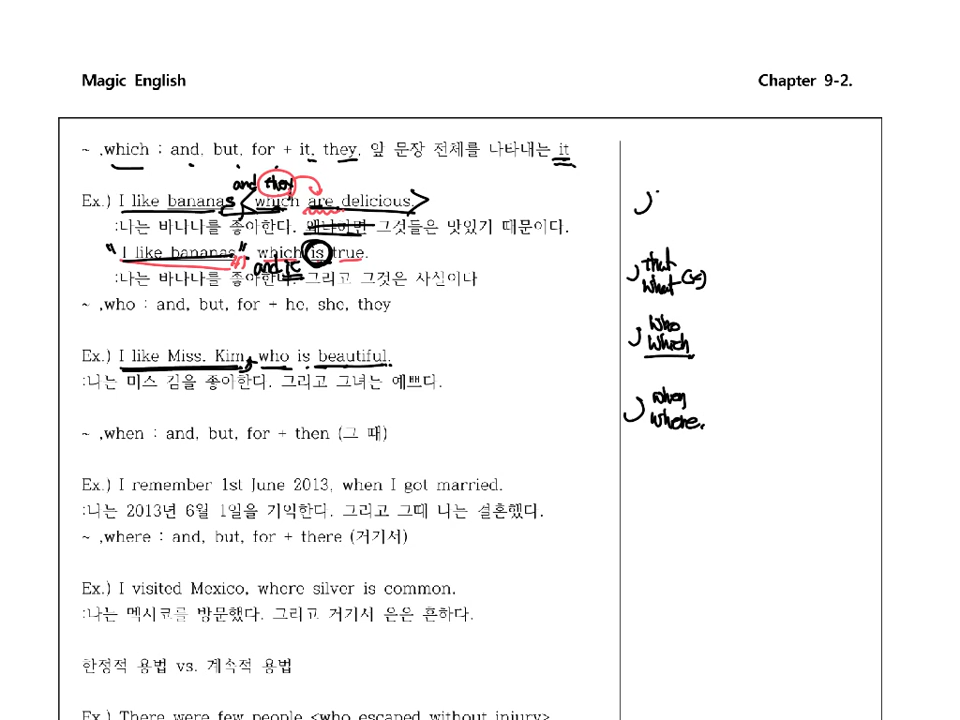 Magic English
Chapter 9-2.
~ ,which : and, but, for + it, they, 앞 문장 전체를 나타내는 it
and they
Ex.) I like bananas, which are delicious.
:나는 바나나를 좋아한다. 왜냐하면 그것들은 맛있기 때문이다.
"I like bananas", which is true.
and it
:나는 바나나를 좋아한다. 그리고 그것은 사실이다
~ ,who : and, but, for + he, she, they
Ex.) I like Miss. Kim, who is beautiful.
:나는 미스 김을 좋아한다. 그리고 그녀는 예쁘다.
~ ,when : and, but, for + then (그 때)
Ex.) I remember 1st June 2013, when I got married.
:나는 2013년 6월 1일을 기억한다. 그리고 그때 나는 결혼했다.
~ ,where : and, but, for + there (거기서)
Ex.) I visited Mexico, where silver is common.
:나는 멕시코를 방문했다. 그리고 거기서 은은 흔하다.
한정적 용법 vs. 계속적 용법
Ex.) There were few people <who escaped without injury>
,
, that
what (x)
, who
which
, when
where.